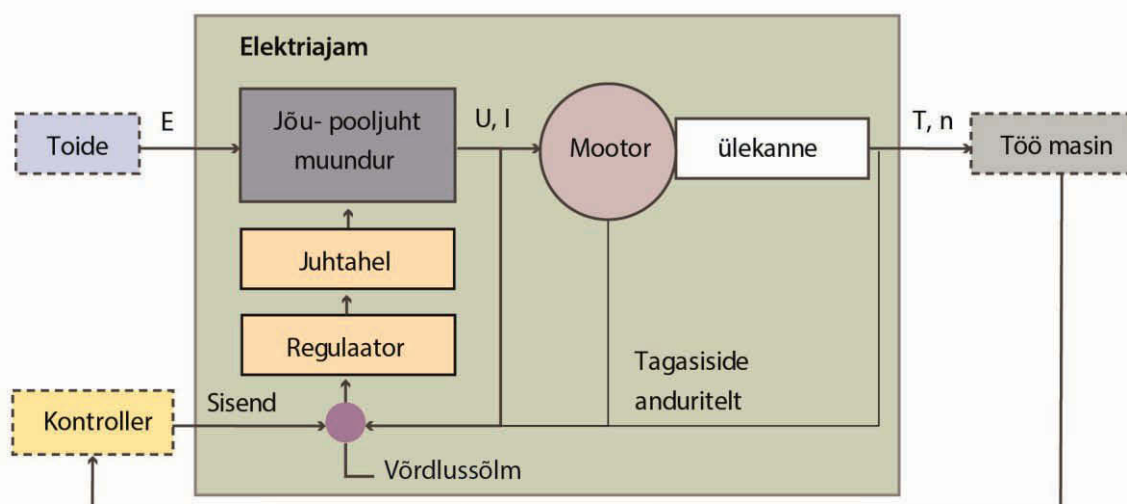 Elektriajam
Toide
E
Jõu- pooljuht
muundur
U, I
Mootor
ülekanne
T, n
Töö masin
Juhtahel
Regulaator
Tagasiside
anduritelt
Kontroller
Sisend
Võrdlussõlm